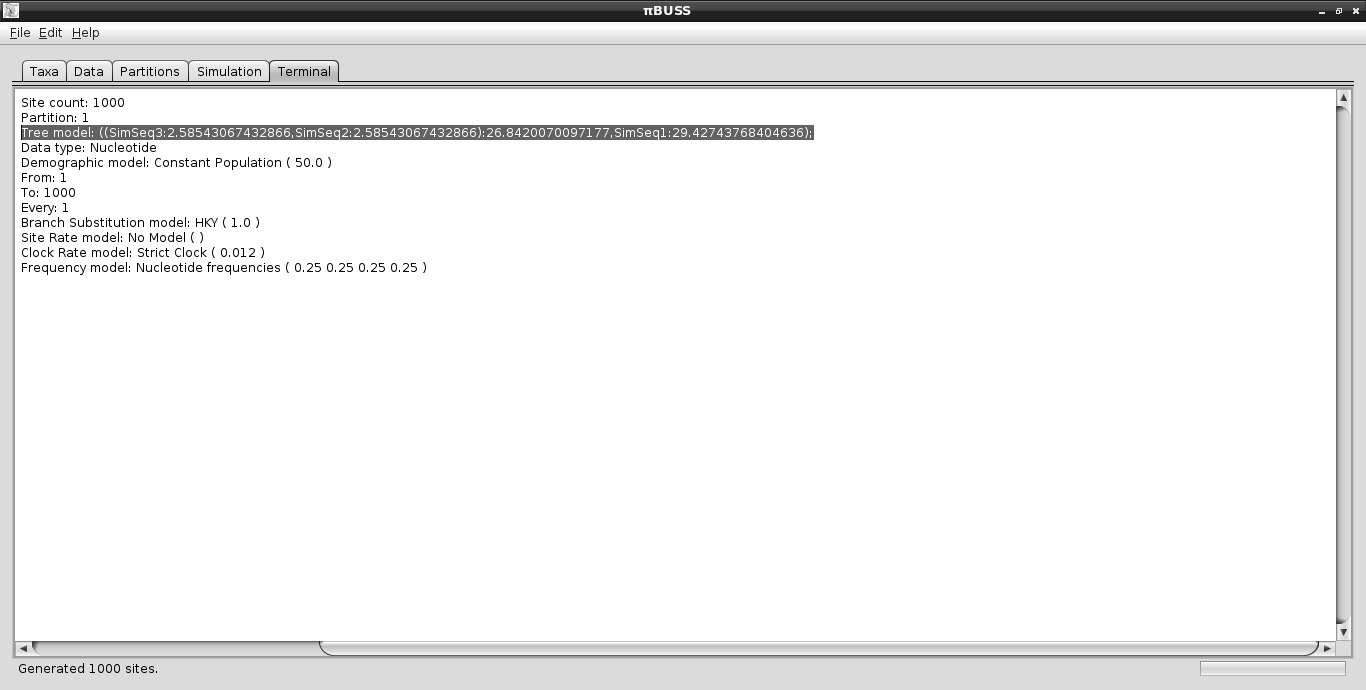 πBUSS
File Edit Help
Taxa Data Partitions Simulation Terminal
Site count: 1000
Partition: 1
Tree model: ((SimSeq3:2.58543067432866,SimSeq2:2.58543067432866):26.8420070097177,SimSeq1:29.42743768404636);
Data type: Nucleotide
Demographic model: Constant Population ( 50.0 )
From: 1
To: 1000
Every: 1
Branch Substitution model: HKY ( 1.0 )
Site Rate model: No Model ( )
Clock Rate model: Strict Clock ( 0.012 )
Frequency model: Nucleotide frequencies ( 0.25 0.25 0.25 0.25 )
Generated 1000 sites.